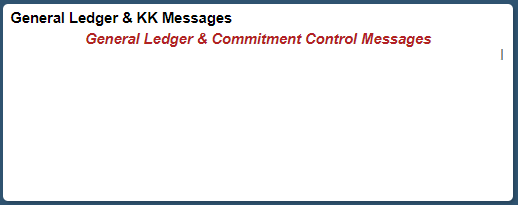 General Ledger & KK Messages
General Ledger & Commitment Control Messages